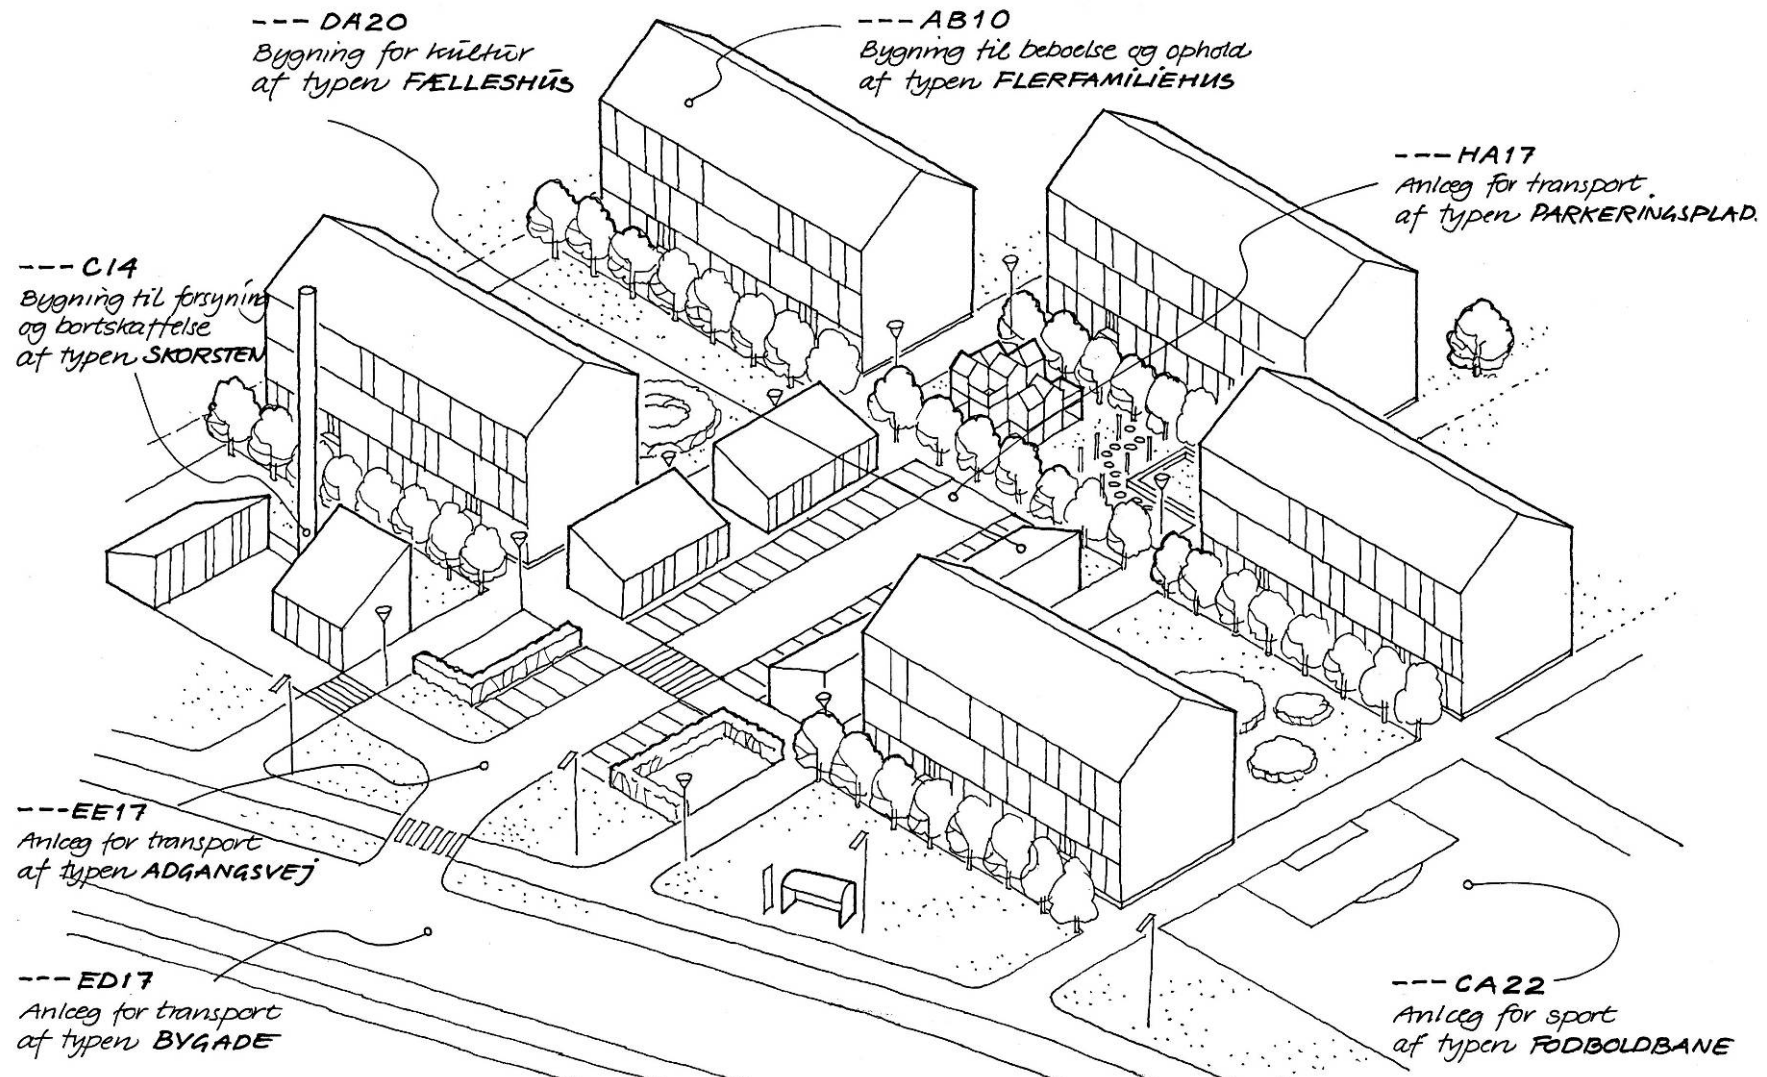 --- DA20
Bygning for kultur
af typen FÆLLESHUS
--- AB10
Bygning til beboelse og ophold
af typen FLERFAMILIEHUS
--- HA17
Anlæg for transport
af typen PARKERINGSPLAD.
--- C14
Bygning til forsyning
og bortskaffelse
af typen SKORSTEN
--- EE17
Anlæg for transport
af typen ADGANGSVEJ
--- ED17
Anlæg for transport
af typen BYGADE
--- CA22
Anlæg for sport
af typen FODBOLDBANE